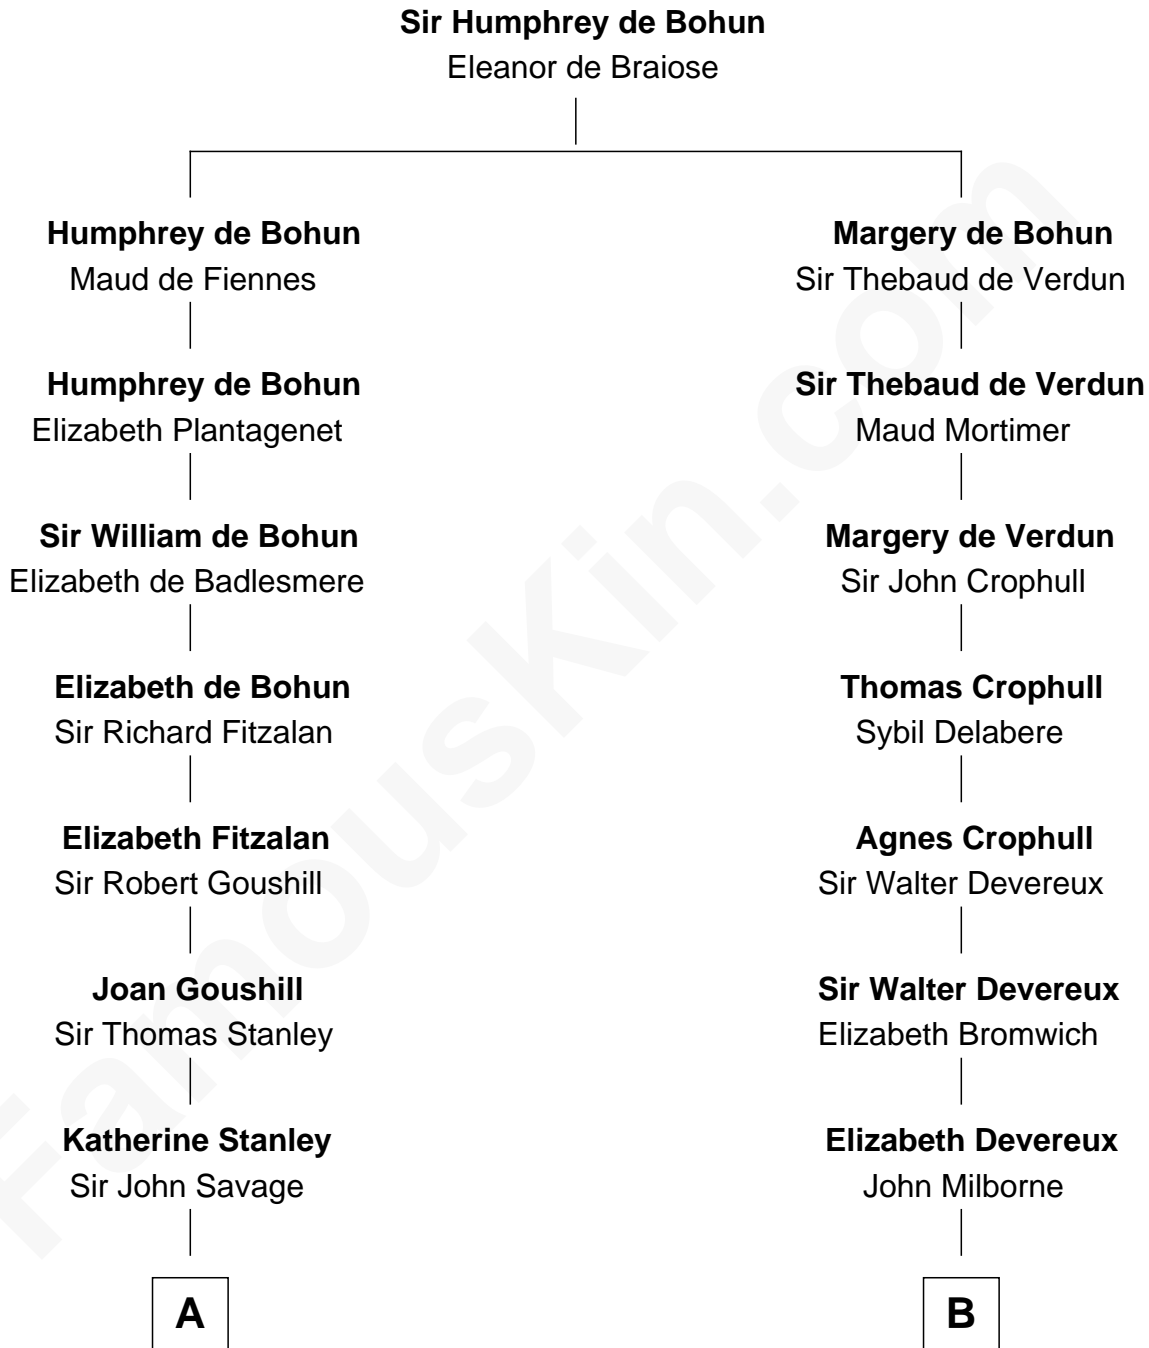 Sir Humphrey de Bohun
Eleanor de Braiose
Humphrey de Bohun
Maud de Fiennes
Humphrey de Bohun
Elizabeth Plantagenet
Sir William de Bohun
Elizabeth de Badlesmere
Elizabeth de Bohun
Sir Richard Fitzalan
Elizabeth Fitzalan
Sir Robert Goushill
Joan Goushill
Sir Thomas Stanley
Katherine Stanley
Sir John Savage
A
Margery de Bohun
Sir Thebaud de Verdun
Sir Thebaud de Verdun
Maud Mortimer
Margery de Verdun
Sir John Crophull
Thomas Crophull
Sybil Delabere
Agnes Crophull
Sir Walter Devereux
Sir Walter Devereux
Elizabeth Bromwich
Elizabeth Devereux
John Milborne
B
FamousKin.com